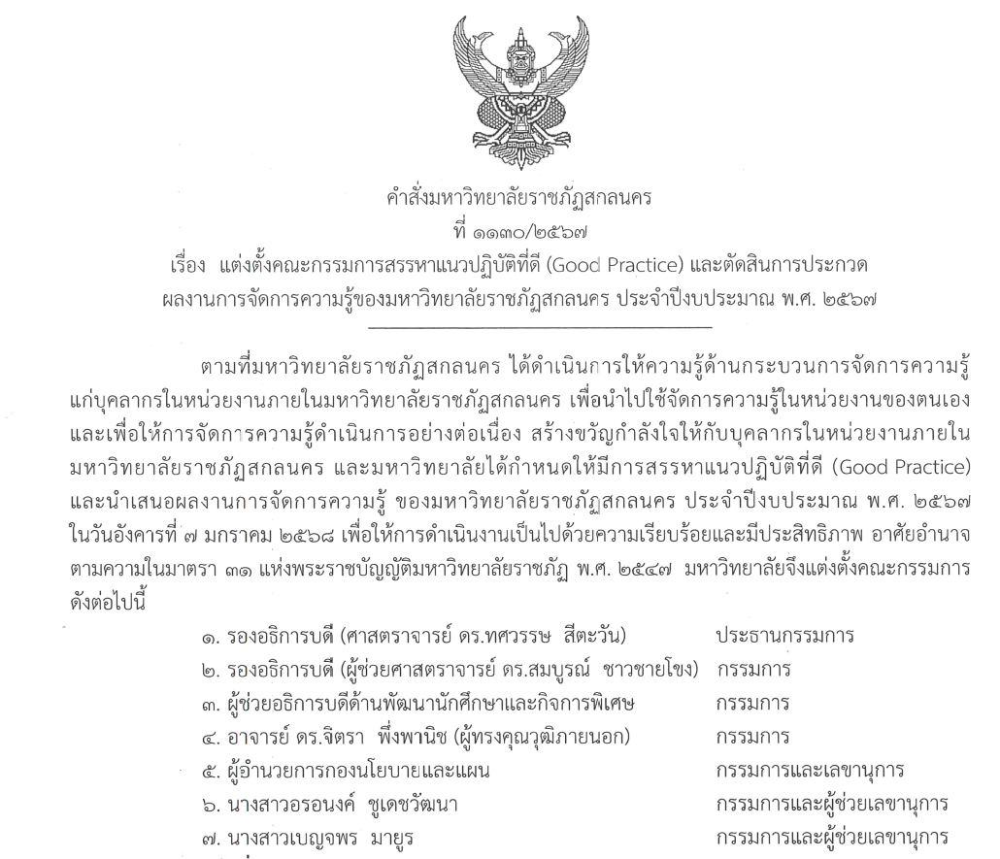 คำสั่งมหาวิทยาลัยราชภัฏสกลนคร
ที่ ๑๑๓๐/๒๕๖๗
เรื่อง แต่งตั้งคณะกรรมการสรรหาแนวปฏิบัติที่ดี (Good Practice) และตัดสินการประกวด
ผลงานการจัดการความรู้ของมหาวิทยาลัยราชภัฏสกลนคร ประจำปีงบประมาณ พ.ศ. ๒๕๖๗
ตามที่มหาวิทยาลัยราชภัฏสกลนคร ได้ดำเนินการให้ความรู้ด้านกระบวนการจัดการความรู้
แก่บุคลากรในหน่วยงานภายในมหาวิทยาลัยราชภัฏสกลนคร เพื่อนำไปใช้จัดการความรู้ในหน่วยงานของตนเอง
และเพื่อให้การจัดการความรู้ดำเนินการอย่างต่อเนื่อง สร้างขวัญกำลังใจให้กับบุคลากรในหน่วยงานภายใน
มหาวิทยาลัยราชภัฏสกลนคร และมหาวิทยาลัยได้กำหนดให้มีการสรรหาแนวปฏิบัติที่ดี (Good Practice)
และนำเสนอผลงานการจัดการความรู้ ของมหาวิทยาลัยราชภัฏสกลนคร ประจำปีงบประมาณ พ.ศ. ๒๕๖๗
ในวันอังคารที่ ๗ มกราคม ๒๕๖๘ เพื่อให้การดำเนินงานเป็นไปด้วยความเรียบร้อยและมีประสิทธิภาพ อาศัยอำนาจ
ตามความในมาตรา ๓๑ แห่งพระราชบัญญัติมหาวิทยาลัยราชภัฏ พ.ศ. ๒๕๔๗ มหาวิทยาลัยจึงแต่งตั้งคณะกรรมการ
ดังต่อไปนี้
๑. รองอธิการบดี (ศาสตราจารย์ ดร.ทศวรรษ สีตะวัน) ประธานกรรมการ
๒. รองอธิการบดี (ผู้ช่วยศาสตราจารย์ ดร.สมบูรณ์ ชาวชายโขง) กรรมการ
๓. ผู้ช่วยอธิการบดีด้านพัฒนานักศึกษาและกิจการพิเศษ กรรมการ
๔. อาจารย์ ดร.จิตรา พึ่งพานิช (ผู้ทรงคุณวุฒิภายนอก) กรรมการ
๕. ผู้อำนวยการกองนโยบายและแผน กรรมการและเลขานุการ
๖. นางสาวอรอนงค์ ชูเดชวัฒนา กรรมการและผู้ช่วยเลขานุการ
๗. นางสาวเบญจพร มายูร กรรมการและผู้ช่วยเลขานุการ